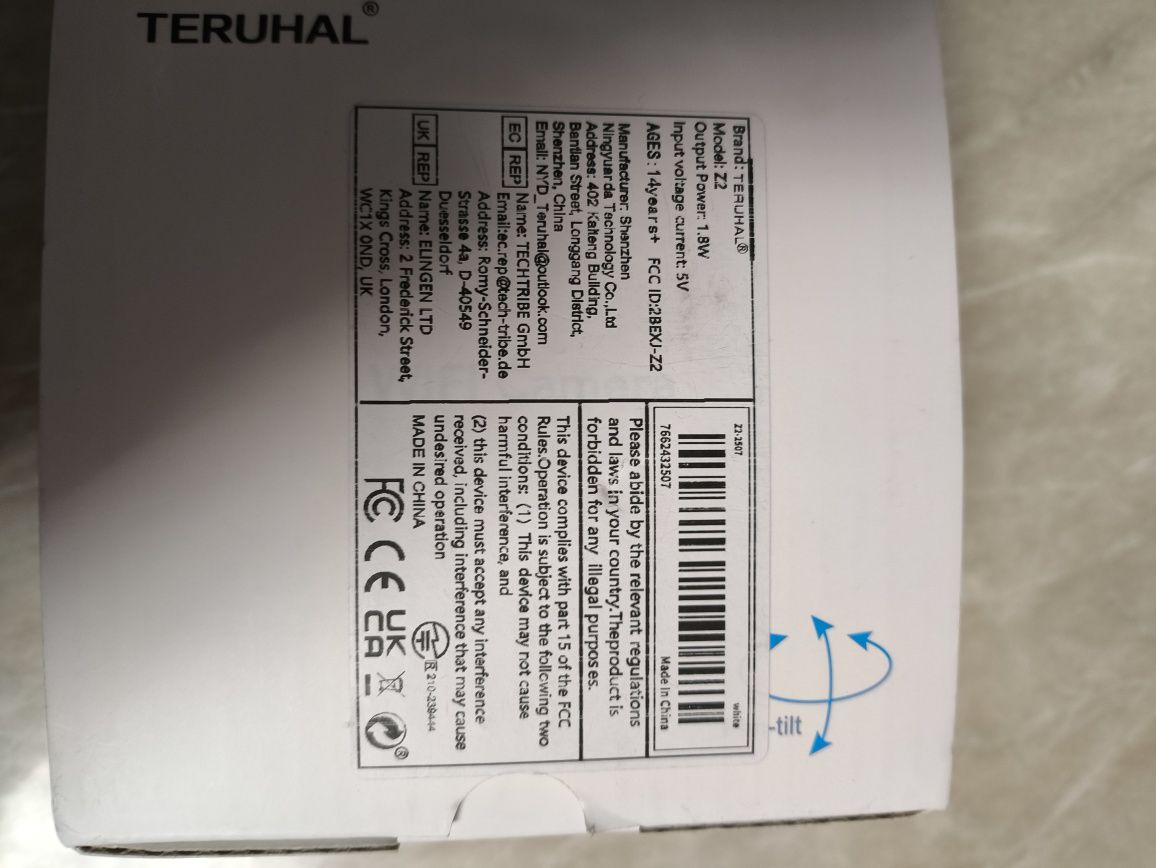 TERUHAL®
Brand: TERUHAL®
Model: Z2
Output Power: 1.8W
Input voltage current: 5V
AGES : 14years+ FCC ID:2BEXJ-Z2
Manufacturer: Shenzhen
Ningyuanda Technology Co.,Ltd
Address: 402 Kaiteng Building,
Bantian Street, Longgang District,
Shenzhen, China
Email: NYD_Teruhal@outlook.com
EC REP Name: TECHTRIBE GmbH
Email:ec.rep@tech-tribe.de
Address: Romy-Schneider-
Strasse 4a, D-40549
Duesseldorf
UK REP Name: ELINGEN LTD
Address: 2 Frederick Street,
Kings Cross, London,
WC1X 0ND, UK
Z2-2507 white
7662432507 Made In China
Please abide by the relevant regulations
and laws in your country.Theproduct is
forbidden for any illegal purposes.
This device complies with part 15 of the FCC
Rules.Operation is subject to the following two
conditions: (1) This device may not cause
harmful interference, and
(2) this device must accept any interference
received, including interference that may cause
undesired operation
MADE IN CHINA
R 210-239444
FC CE UK CA
-tilt